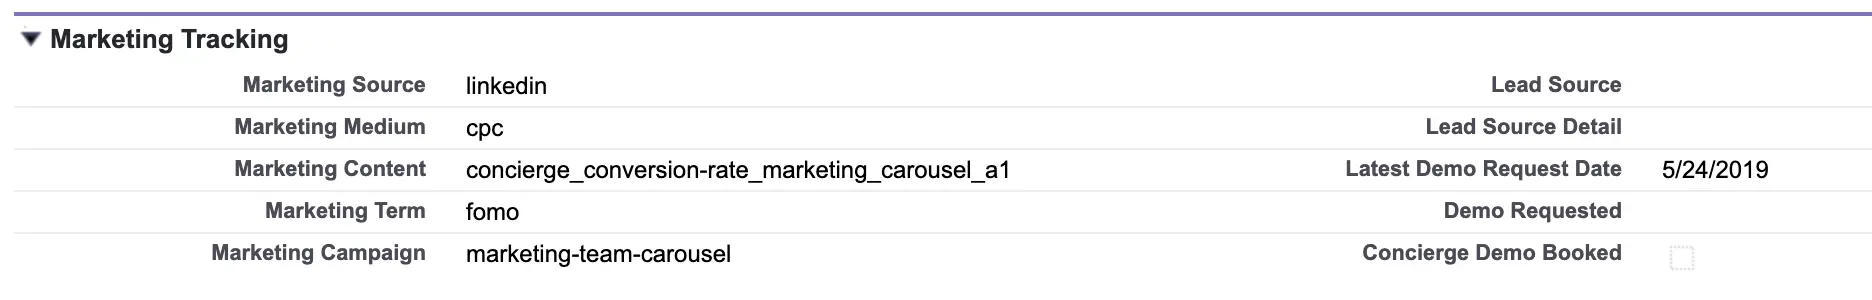 Marketing Tracking
Marketing Source linkedin Lead Source
Marketing Medium cpc Lead Source Detail
Marketing Content concierge_conversion-rate_marketing_carousel_a1 Latest Demo Request Date 5/24/2019
Marketing Term fomo Demo Requested
Marketing Campaign marketing-team-carousel Concierge Demo Booked